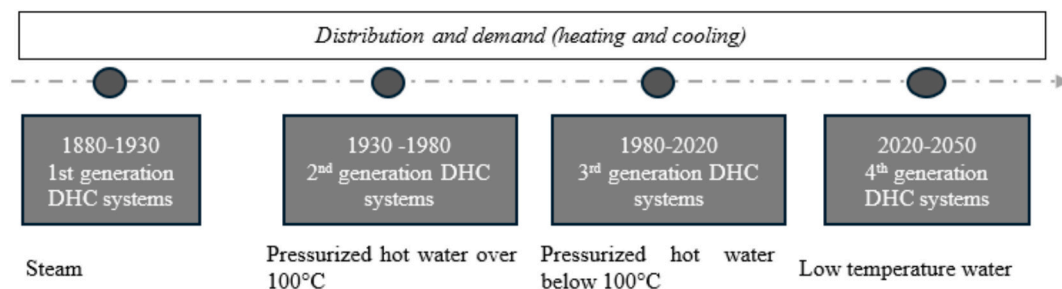 Distribution and demand (heating and cooling)
1880-1930
1st generation
DHC systems
1930 -1980
2nd generation DHC
systems
1980-2020
3rd generation DHC
systems
2020-2050
4th generation
DHC systems
Steam
Pressurized hot water over
100°C
Pressurized hot water
below 100°C
Low temperature water